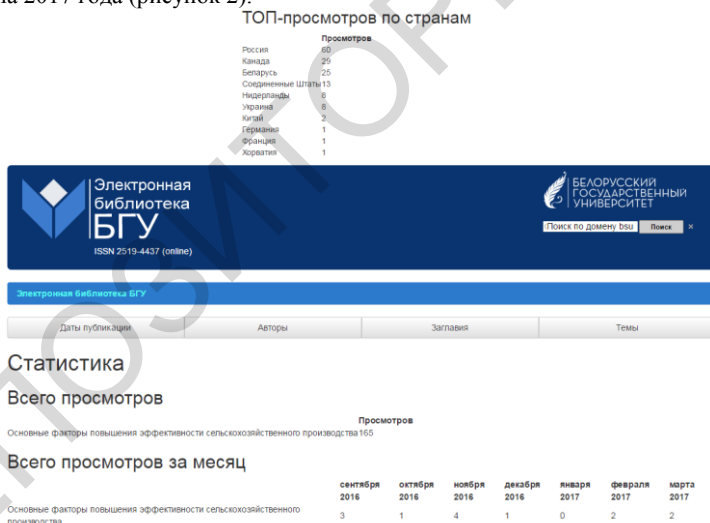 на 2017 года (рисунок 2).
ТОП-просмотров по странам
Просмотров
Россия 60
Канада 29
Беларусь 25
Соединенные Штаты 13
Нидерланды 8
Украина 8
Китай 2
Германия 1
Франция 1
Хорватия 1
Электронная
библиотека
БГУ
ISSN 2519-4437 (online)
БЕЛОРУССКИЙ
ГОСУДАРСТВЕННЫЙ
УНИВЕРСИТЕТ
Поиск по домену bsu Поиск ×
Электронная библиотека БГУ
Даты публикации Авторы Заглавия Темы
Статистика
Всего просмотров
Просмотров
Основные факторы повышения эффективности сельскохозяйственного производства 165
Всего просмотров за месяц
сентября октября ноября декабря января февраля марта
2016 2016 2016 2016 2017 2017 2017
Основные факторы повышения эффективности сельскохозяйственного
3 1 4 1 0 2 2
производства